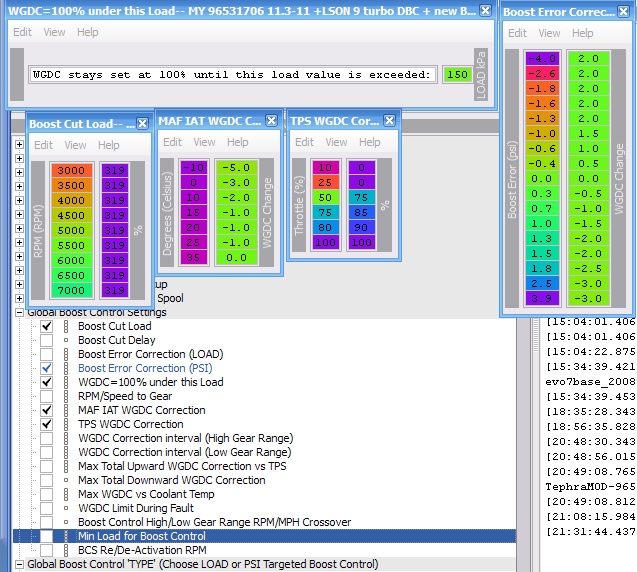 WGDC=100% under this Load-- MY 96531706 11.3-11 +LSON 9 turbo DBC + new B...
Edit View Help
WGDC stays set at 100% until this load value is exceeded:
150
LOAD kPa
Boost Error Correc...
Edit View Help
Boost Error (psi)
-4.0 2.0
-2.6 2.0
-1.8 2.0
-1.6 2.0
-1.3 2.0
-1.0 1.5
-0.6 1.0
-0.4 0.5
0.0 0.0
0.3 -0.5
0.7 -1.0
1.0 -1.5
1.3 -2.0
1.5 -2.0
1.8 -2.5
2.5 -3.0
3.9 -3.0
WGDC Change
Boost Cut Load-- ...
Edit View Help
RPM (RPM)
3000 319
3500 319
4000 319
4500 319
5000 319
5500 319
6000 319
6500 319
7000 319
%
MAF IAT WGDC C...
Edit View Help
Degrees (Celsius)
-10 -5.0
0 -3.0
10 -2.0
15 -1.0
20 -1.0
25 -1.0
35 0.0
WGDC Change
TPS WGDC Cor...
Edit View Help
Throttle (%)
10 0
25 0
50 75
75 85
80 90
100 100
%
up
Spool
Global Boost Control Settings
Boost Cut Load
Boost Cut Delay
Boost Error Correction (LOAD)
Boost Error Correction (PSI)
WGDC=100% under this Load
RPM/Speed to Gear
MAF IAT WGDC Correction
TPS WGDC Correction
WGDC Correction interval (High Gear Range)
WGDC Correction interval (Low Gear Range)
Max Total Upward WGDC Correction vs TPS
Max Total Downward WGDC Correction
Max WGDC vs Coolant Temp
WGDC Limit During Fault
Boost Control High/Low Gear Range RPM/MPH Crossover
Min Load for Boost Control
BCS Re/De-Activation RPM
Global Boost Control 'TYPE' (Choose LOAD or PSI Targeted Boost Control)
[15:04:01.406
[15:04:01.406
[15:04:22.875
[15:34:39.421
evo7base_2008
[15:34:39.453
[18:35:28.343
[18:56:35.828
[20:48:30.343
[20:48:56.015
[20:49:08.765
TephraMOD-965
[20:49:08.812
[21:08:15.984
[21:31:44.437